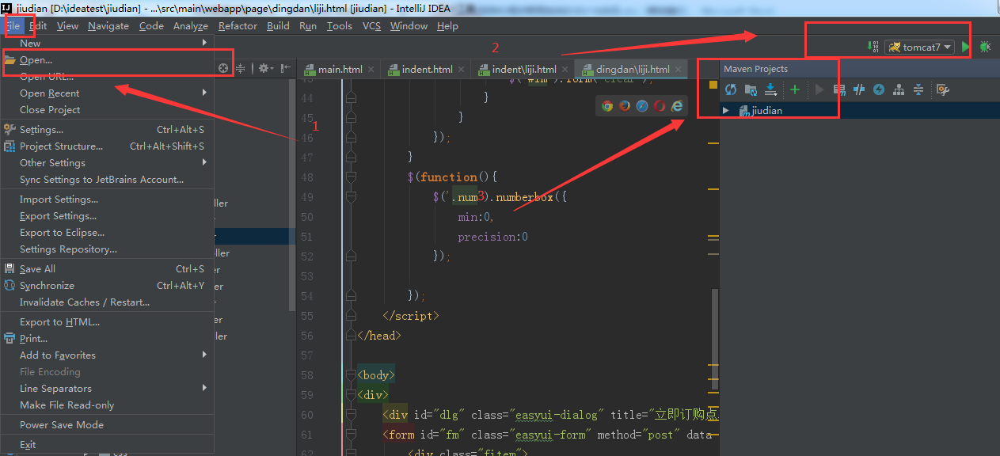 jiudian [D:\ideatest\jiudian] - ...\src\main\webapp\page\dingdan\liji.html [jiudian] - IntelliJ IDEA
File Edit View Navigate Code Analyze Refactor Build Run Tools VCS Window Help
New
Open...
Open URL...
Open Recent
Close Project
Settings... Ctrl+Alt+S
Project Structure... Ctrl+Alt+Shift+S
Other Settings
Sync Settings to JetBrains Account...
Import Settings...
Export Settings...
Export to Eclipse...
Settings Repository...
Save All Ctrl+S
Synchronize Ctrl+Alt+Y
Invalidate Caches / Restart...
Export to HTML...
Print...
Add to Favorites
File Encoding
Line Separators
Make File Read-only
Power Save Mode
Exit
ller
ller
er
er
er
ller
css
1
2
3
tomcat7
main.html indent.html indent\liji.html dingdan\liji.html
43 $("#fm").form("clear");
44 }
45 }
46 });
47 }
48 $(function(){
49 $('.num').numberbox({
50 min:0,
51 precision:0
52 });
53
54 });
55 </script>
56 </head>
57
58 <body>
59 <div>
60 <div id="dlg" class="easyui-dialog" title="立即订购点
61 <form id="fm" class="easyui-form" method="post" data
62 <div class="fitem">
Maven Projects
jiudian